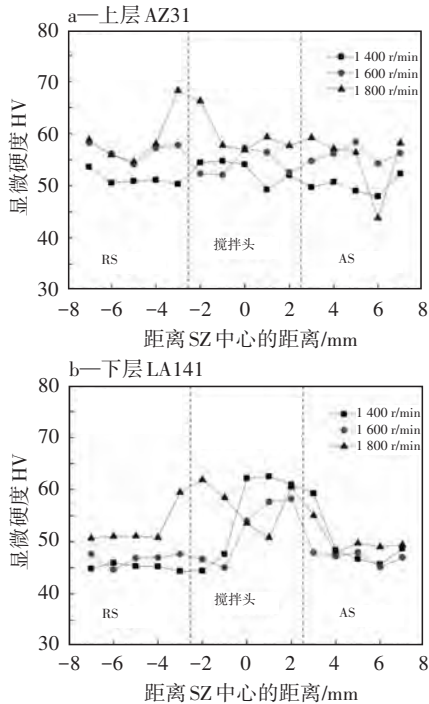 a—上层 AZ31
80
70
60
50
40
30
显微硬度 HV
1 400 r/min
1 600 r/min
1 800 r/min
RS
搅拌头
AS
−8 −6 −4 −2 0 2 4 6 8
距离 SZ 中心的距离/mm
b—下层 LA141
80
70
60
50
40
30
显微硬度 HV
1 400 r/min
1 600 r/min
1 800 r/min
RS
搅拌头
AS
−8 −6 −4 −2 0 2 4 6 8
距离 SZ 中心的距离/mm